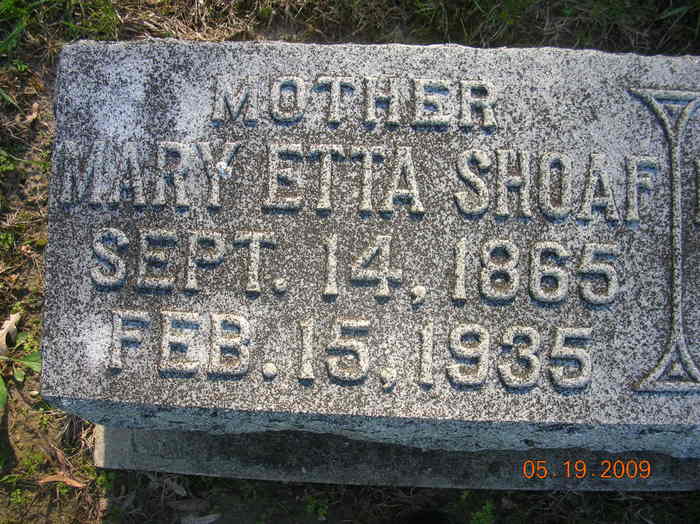 MOTHER
MARY ETTA SHOAF
SEPT. 14, 1865
FEB. 15, 1935
05.19.2009